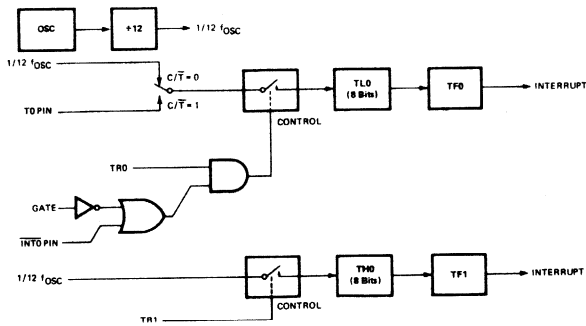 OSC
÷12
1/12 fOSC
1/12 fOSC
C/T̅ = 0
T0 PIN
C/T̅ = 1
TL0
(8 Bits)
TF0
INTERRUPT
CONTROL
TR0
GATE
I̅N̅T̅0̅ PIN
1/12 fOSC
TH0
(8 Bits)
TF1
INTERRUPT
CONTROL
TR1